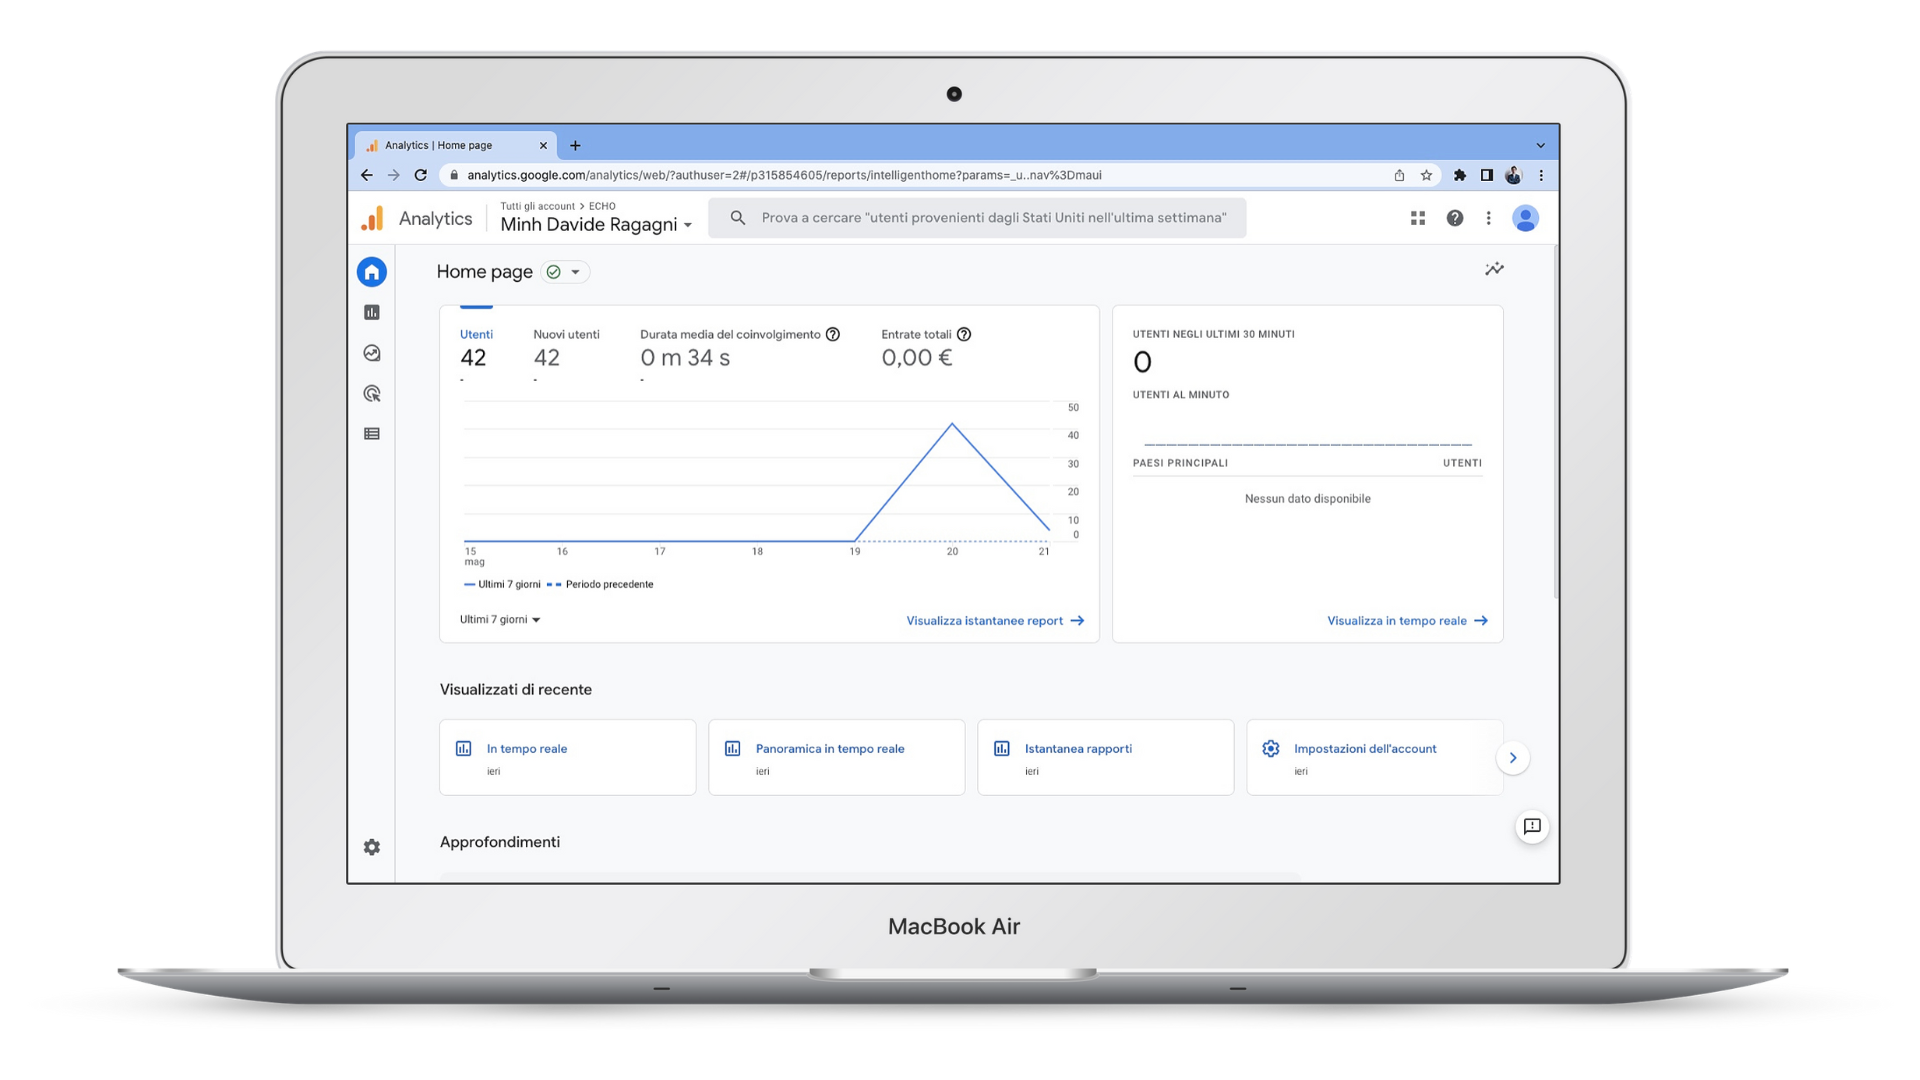 Analytics | Home page
analytics.google.com/analytics/web/?authuser=2#/p315854605/reports/intelligenthome?params=_u..nav%3Dmaui
Analytics
Tutti gli account > ECHO
Minh Davide Ragagni
Prova a cercare "utenti provenienti dagli Stati Uniti nell'ultima settimana"
Home page
Utenti
42
-
Nuovi utenti
42
-
Durata media del coinvolgimento
0 m 34 s
-
Entrate totali
0,00 €
50
40
30
20
10
0
15 16 17 18 19 20 21
mag
Ultimi 7 giorni Periodo precedente
Ultimi 7 giorni
Visualizza istantanee report
UTENTI NEGLI ULTIMI 30 MINUTI
0
UTENTI AL MINUTO
PAESI PRINCIPALI UTENTI
Nessun dato disponibile
Visualizza in tempo reale
Visualizzati di recente
In tempo reale
ieri
Panoramica in tempo reale
ieri
Istantanea rapporti
ieri
Impostazioni dell'account
ieri
Approfondimenti
MacBook Air